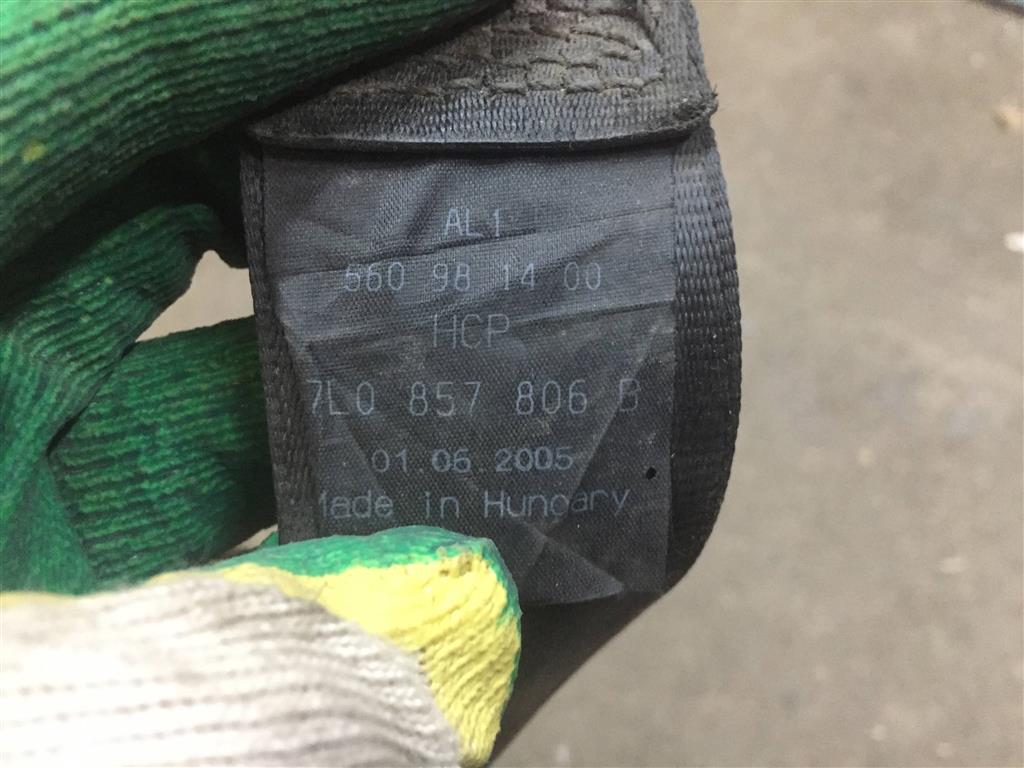 AL1
560 98 14 00
HCP
7L0 857 806 B
01.06.2005
Made in Hungary